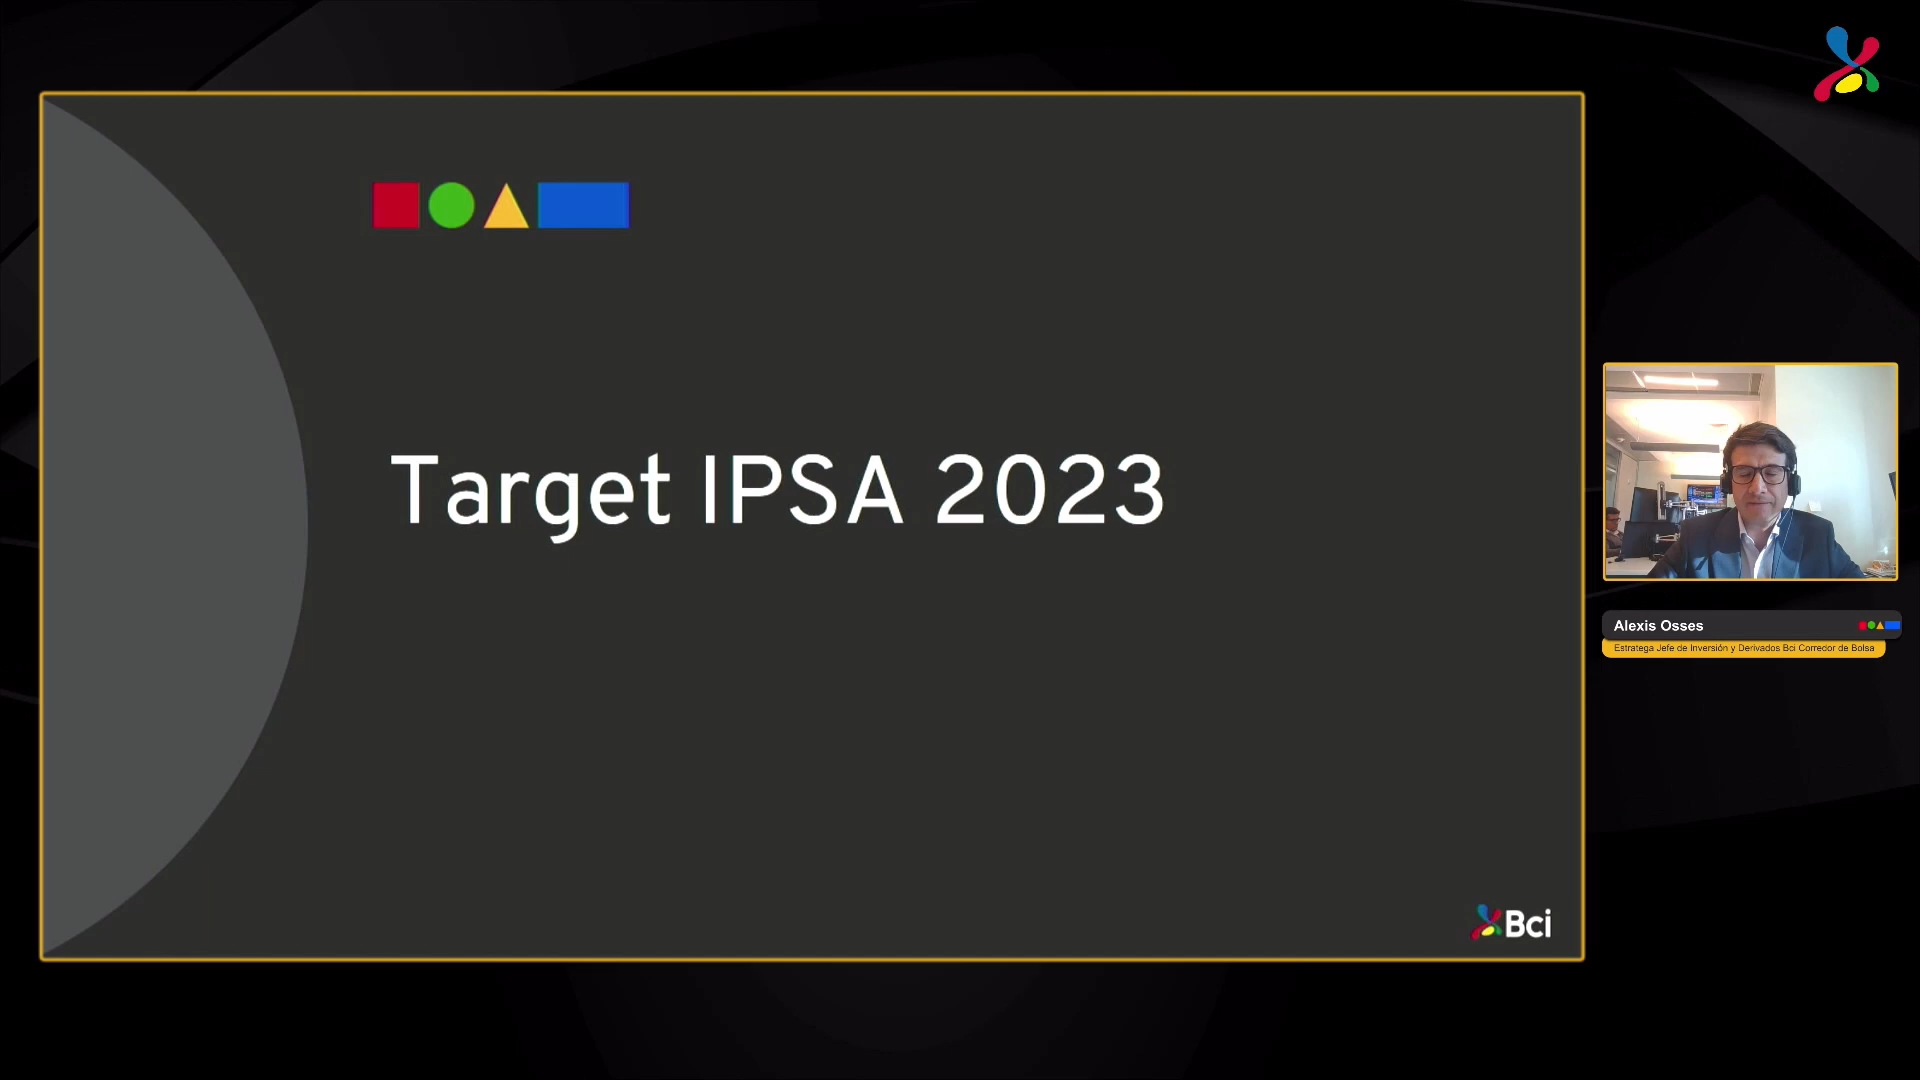 Target IPSA 2023
Bci
Alexis Osses
Estratega Jefe de Inversión y Derivados Bci Corredor de Bolsa